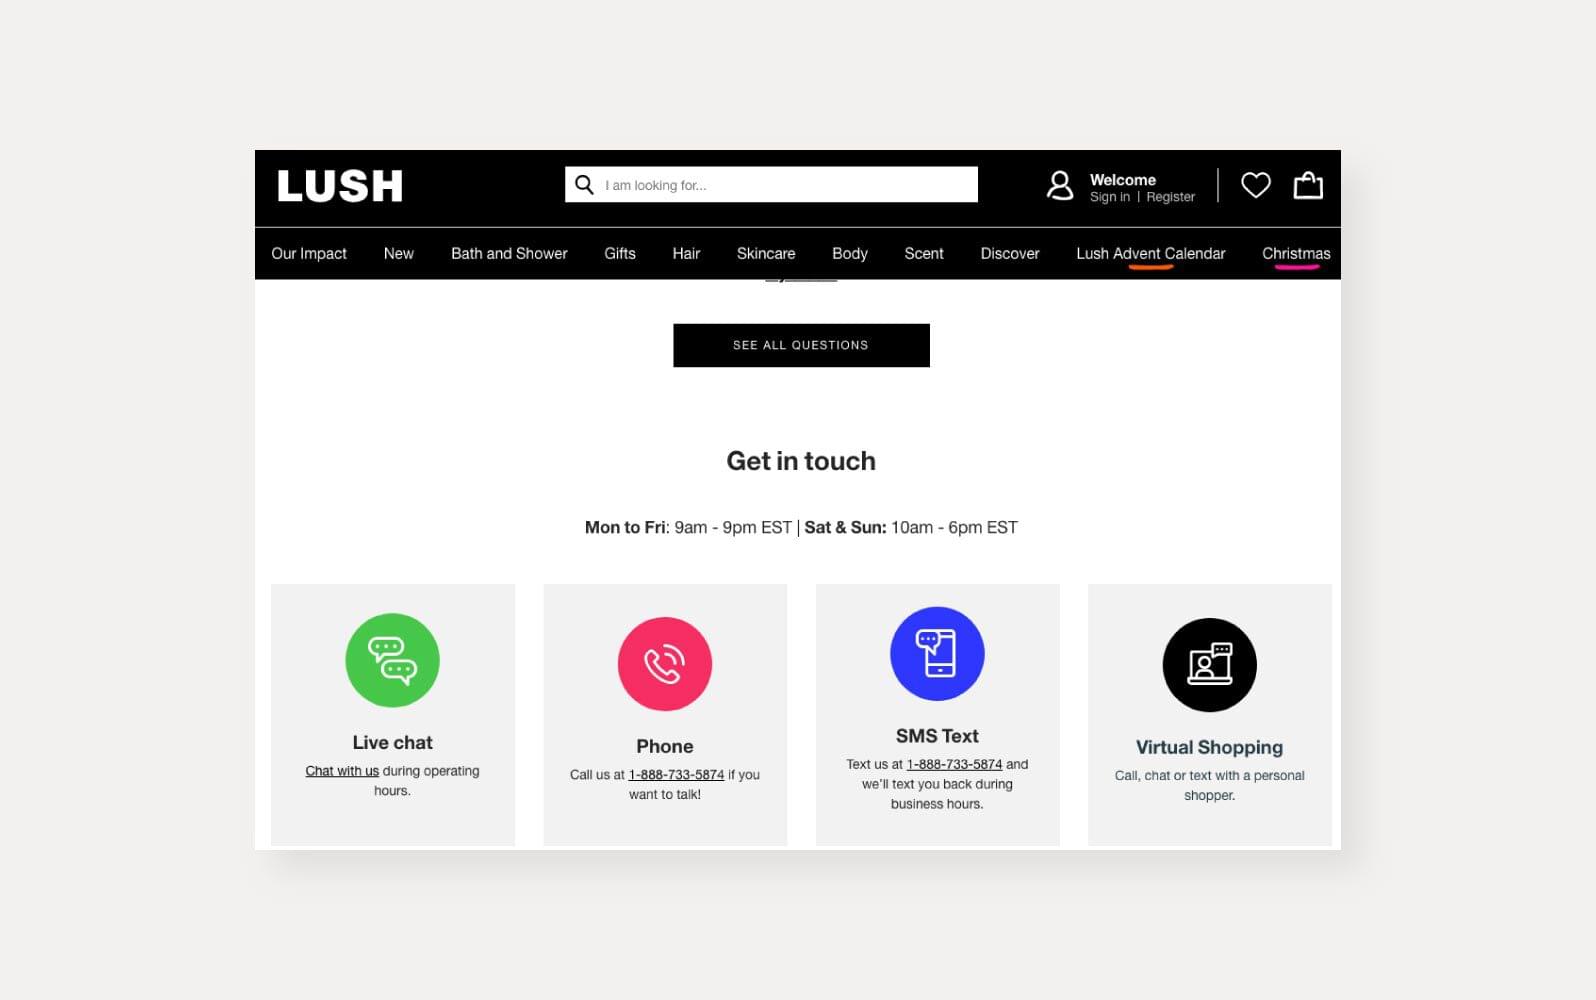 LUSH
I am looking for...
Welcome
Sign in | Register
Our Impact New Bath and Shower Gifts Hair Skincare Body Scent Discover Lush Advent Calendar Christmas
SEE ALL QUESTIONS
Get in touch
Mon to Fri: 9am - 9pm EST | Sat & Sun: 10am - 6pm EST
Live chat
Chat with us during operating
hours.
Phone
Call us at 1-888-733-5874 if you
want to talk!
SMS Text
Text us at 1-888-733-5874 and
we'll text you back during
business hours.
Virtual Shopping
Call, chat or text with a personal
shopper.